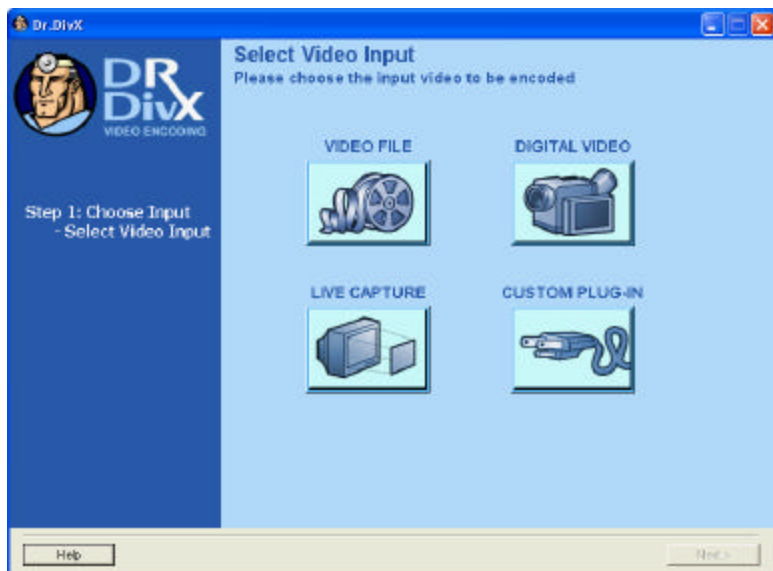 Dr.DivX
DR
DivX
VIDEO ENCODING
Step 1: Choose Input
- Select Video Input
Select Video Input
Please choose the input video to be encoded
VIDEO FILE
DIGITAL VIDEO
LIVE CAPTURE
CUSTOM PLUG-IN
Help
Next >